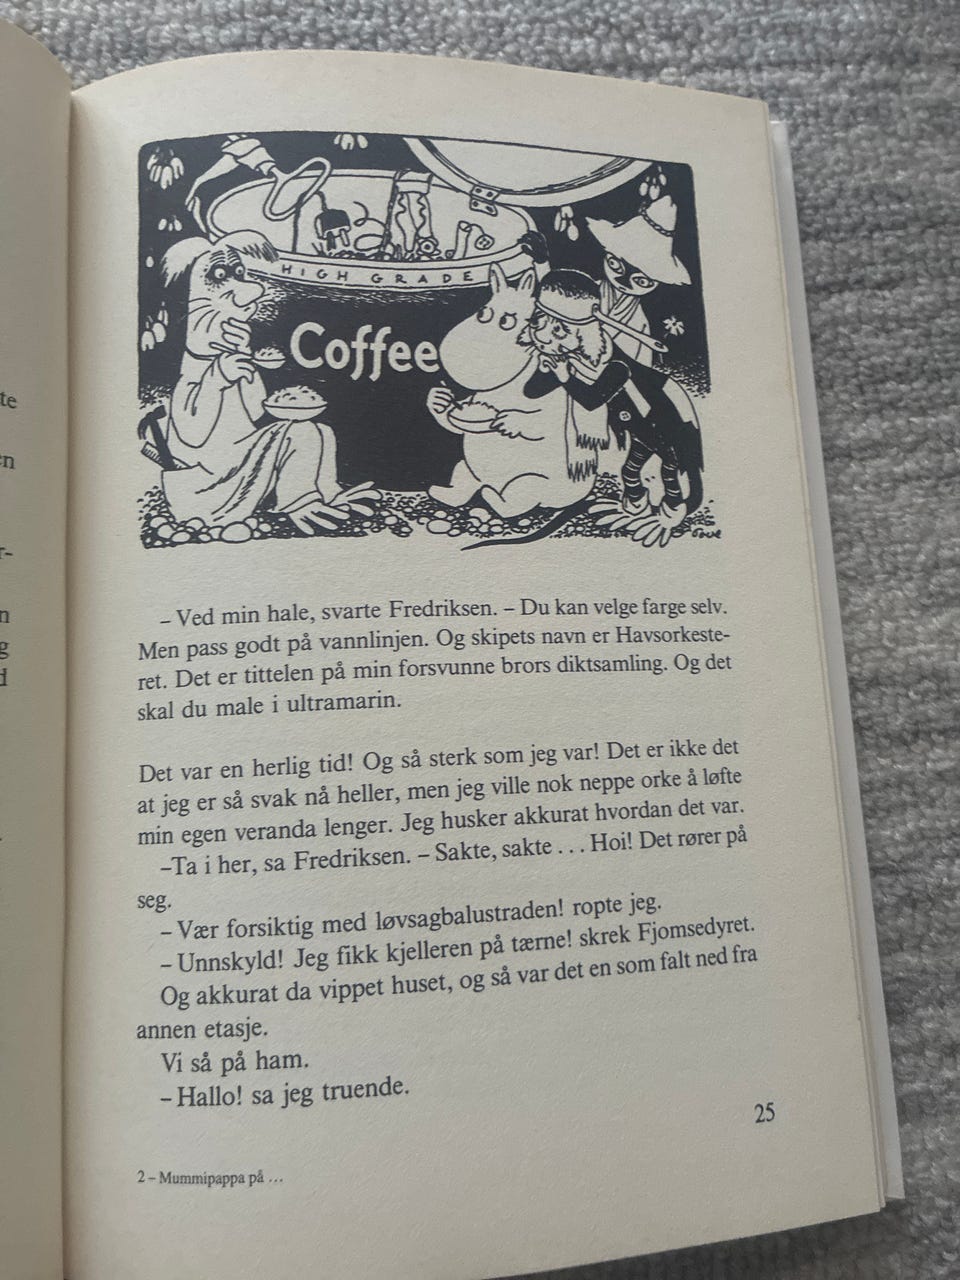 HIGH GRADE
Coffee
Tove
– Ved min hale, svarte Fredriksen. – Du kan velge farge selv.
Men pass godt på vannlinjen. Og skipets navn er Havsorkeste-
ret. Det er tittelen på min forsvunne brors diktsamling. Og det
skal du male i ultramarin.
Det var en herlig tid! Og så sterk som jeg var! Det er ikke det
at jeg er så svak nå heller, men jeg ville nok neppe orke å løfte
min egen veranda lenger. Jeg husker akkurat hvordan det var.
–Ta i her, sa Fredriksen. – Sakte, sakte . . . Hoi! Det rører på
seg.
– Vær forsiktig med løvsagbalustraden! ropte jeg.
– Unnskyld! Jeg fikk kjelleren på tærne! skrek Fjomsedyret.
Og akkurat da vippet huset, og så var det en som falt ned fra
annen etasje.
Vi så på ham.
– Hallo! sa jeg truende.
25
2 – Mummipappa på ...